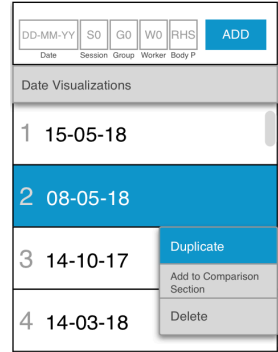 DD-MM-YY S0 G0 W0 RHS ADD
Date Session Group Worker Body P
Date Visualizations
1 15-05-18
2 08-05-18
Duplicate
3 14-10-17
Add to Comparison
Section
Delete
4 14-03-18